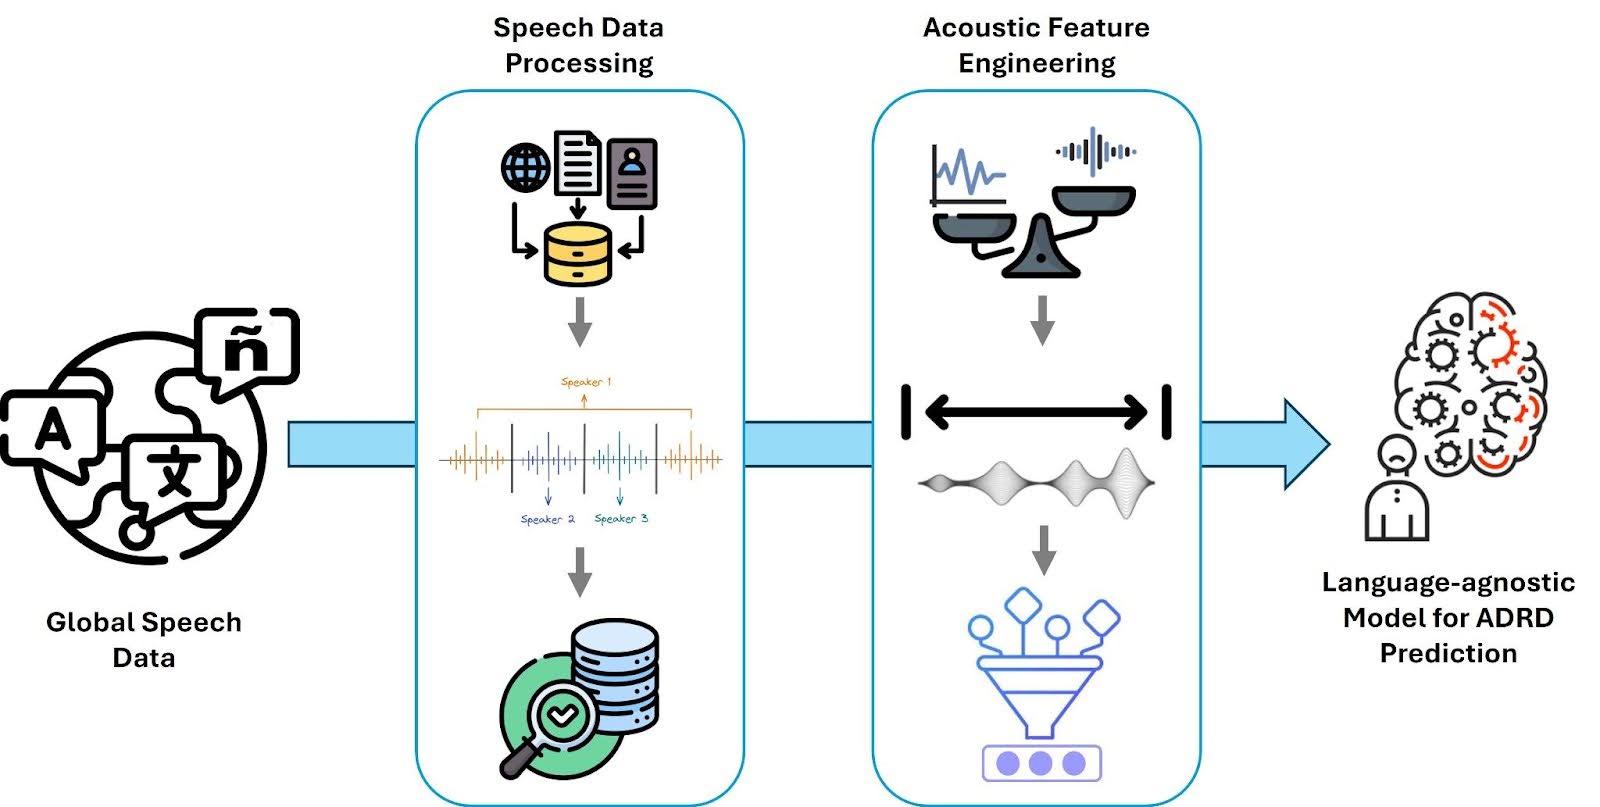 Speech Data
Processing
Acoustic Feature
Engineering
ñ
A
文
Speaker 1
Speaker 2
Speaker 3
Global Speech
Data
Language-agnostic
Model for ADRD
Prediction